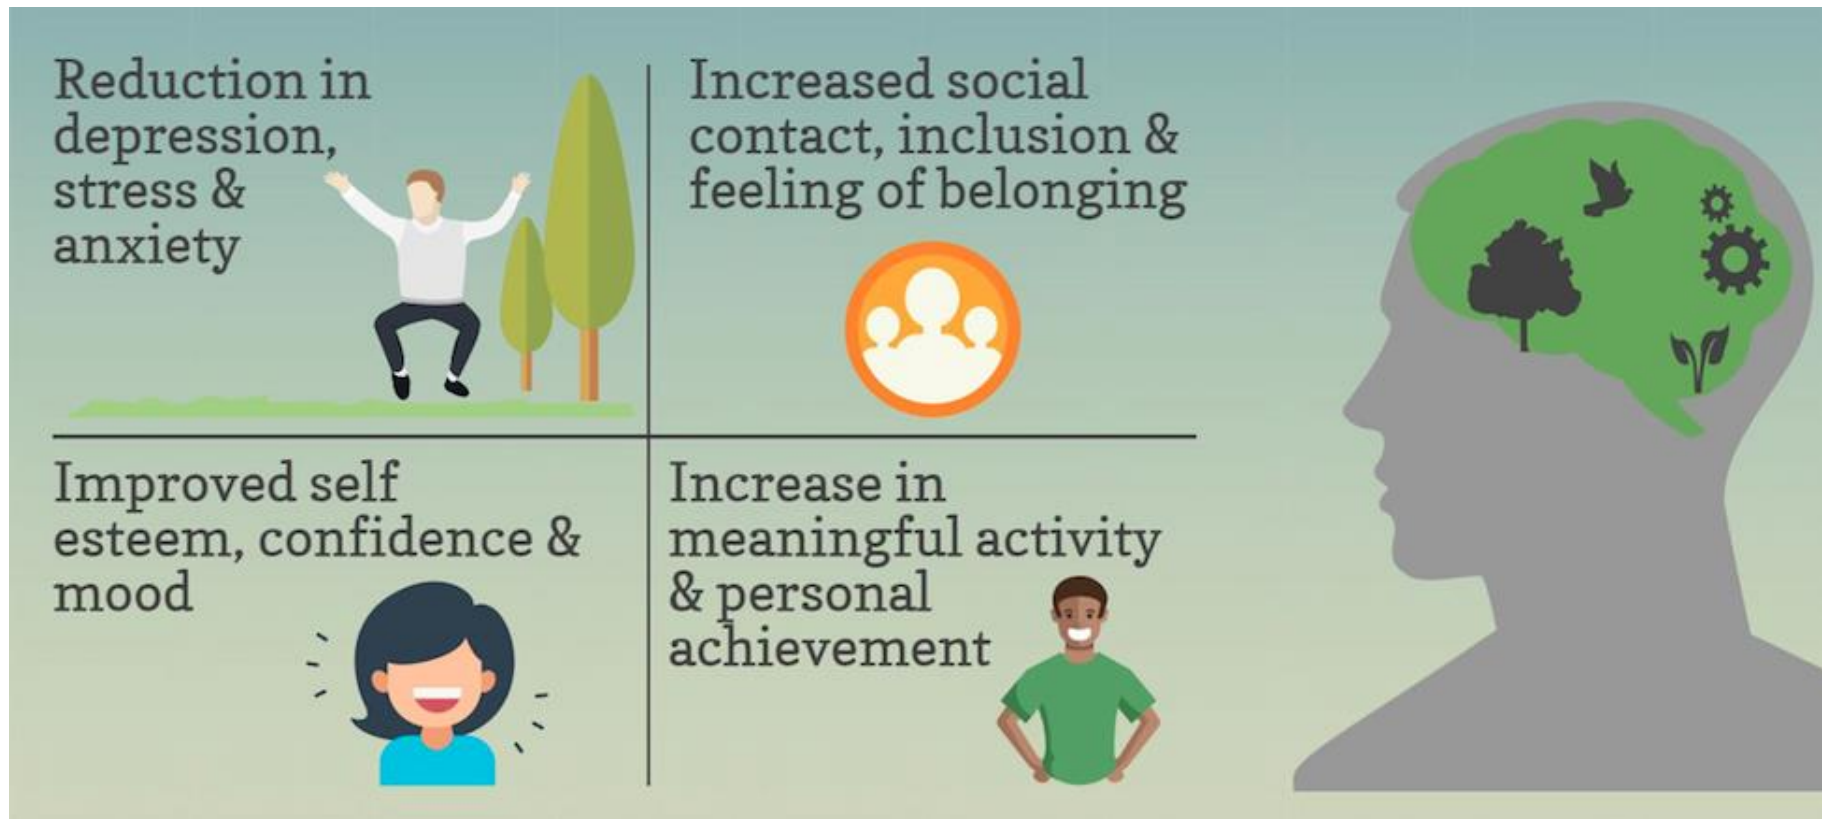 Reduction in
depression,
stress &
anxiety
Increased social
contact, inclusion &
feeling of belonging
Improved self
esteem, confidence &
mood
Increase in
meaningful activity
& personal
achievement